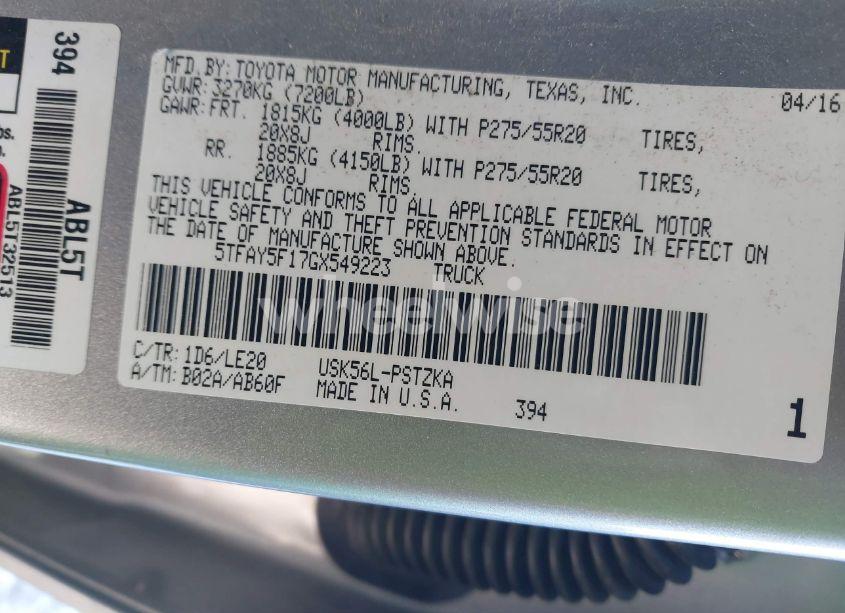 MFD. BY: TOYOTA MOTOR MANUFACTURING, TEXAS, INC. 04/16
GVWR: 3270KG (7200LB)
GAWR: FRT. 1815KG (4000LB) WITH P275/55R20 TIRES,
20X8J RIMS.
RR. 1885KG (4150LB) WITH P275/55R20 TIRES,
20X8J RIMS.
THIS VEHICLE CONFORMS TO ALL APPLICABLE FEDERAL MOTOR
VEHICLE SAFETY AND THEFT PREVENTION STANDARDS IN EFFECT ON
THE DATE OF MANUFACTURE SHOWN ABOVE.
5TFAY5F17GX549223 TRUCK
wheelwise
C/TR: 1D6/LE20 USK56L-PSTZKA
A/TM: B02A/AB60F MADE IN U.S.A. 394
1
394
ABL5T
ABL5T32513